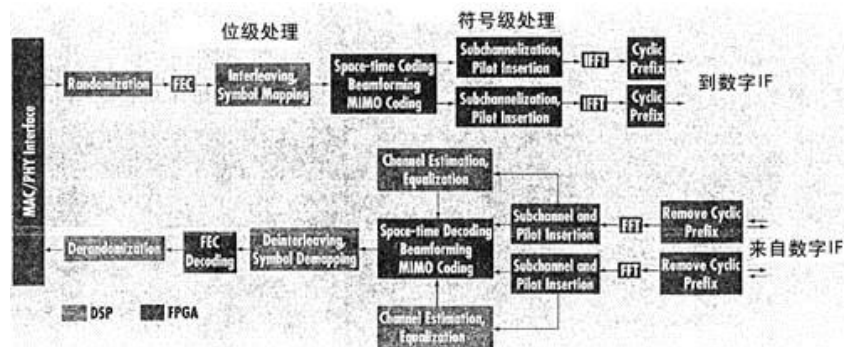 位级处理
符号级处理
MAC/PHY Interface
Randomization
FEC
Interleaving,
Symbol Mapping
Space-time Coding
Beamforming
MIMO Coding
Subchannelization,
Pilot Insertion
IFFT
Cyclic
Prefix
Subchannelization,
Pilot Insertion
IFFT
Cyclic
Prefix
到数字IF
Channel Estimation,
Equalization
Derandomization
FEC
Decoding
Deinterleaving,
Symbol Demapping
Space-time Decoding
Beamforming
MIMO Coding
Subchannel and
Pilot Insertion
FFT
Remove Cyclic
Prefix
Subchannel and
Pilot Insertion
FFT
Remove Cyclic
Prefix
来自数字IF
Channel Estimation,
Equalization
DSP
FPGA